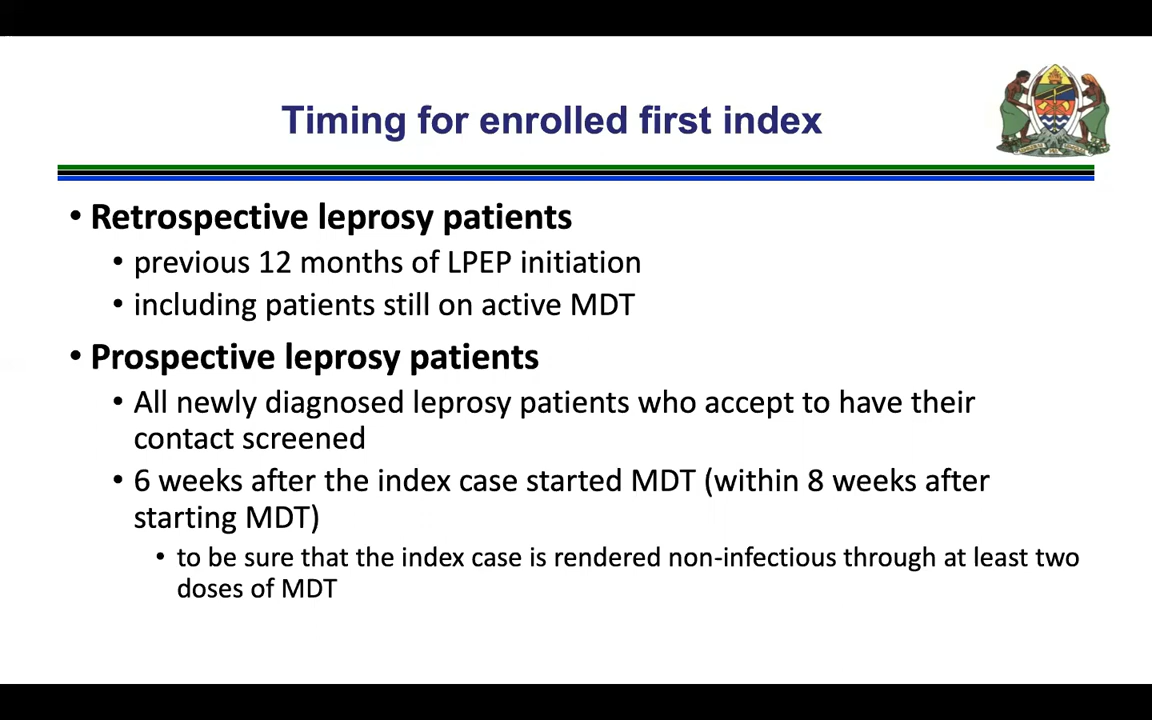 Timing for enrolled first index
• Retrospective leprosy patients
• previous 12 months of LPEP initiation
• including patients still on active MDT
• Prospective leprosy patients
• All newly diagnosed leprosy patients who accept to have their
contact screened
• 6 weeks after the index case started MDT (within 8 weeks after
starting MDT)
• to be sure that the index case is rendered non-infectious through at least two
doses of MDT